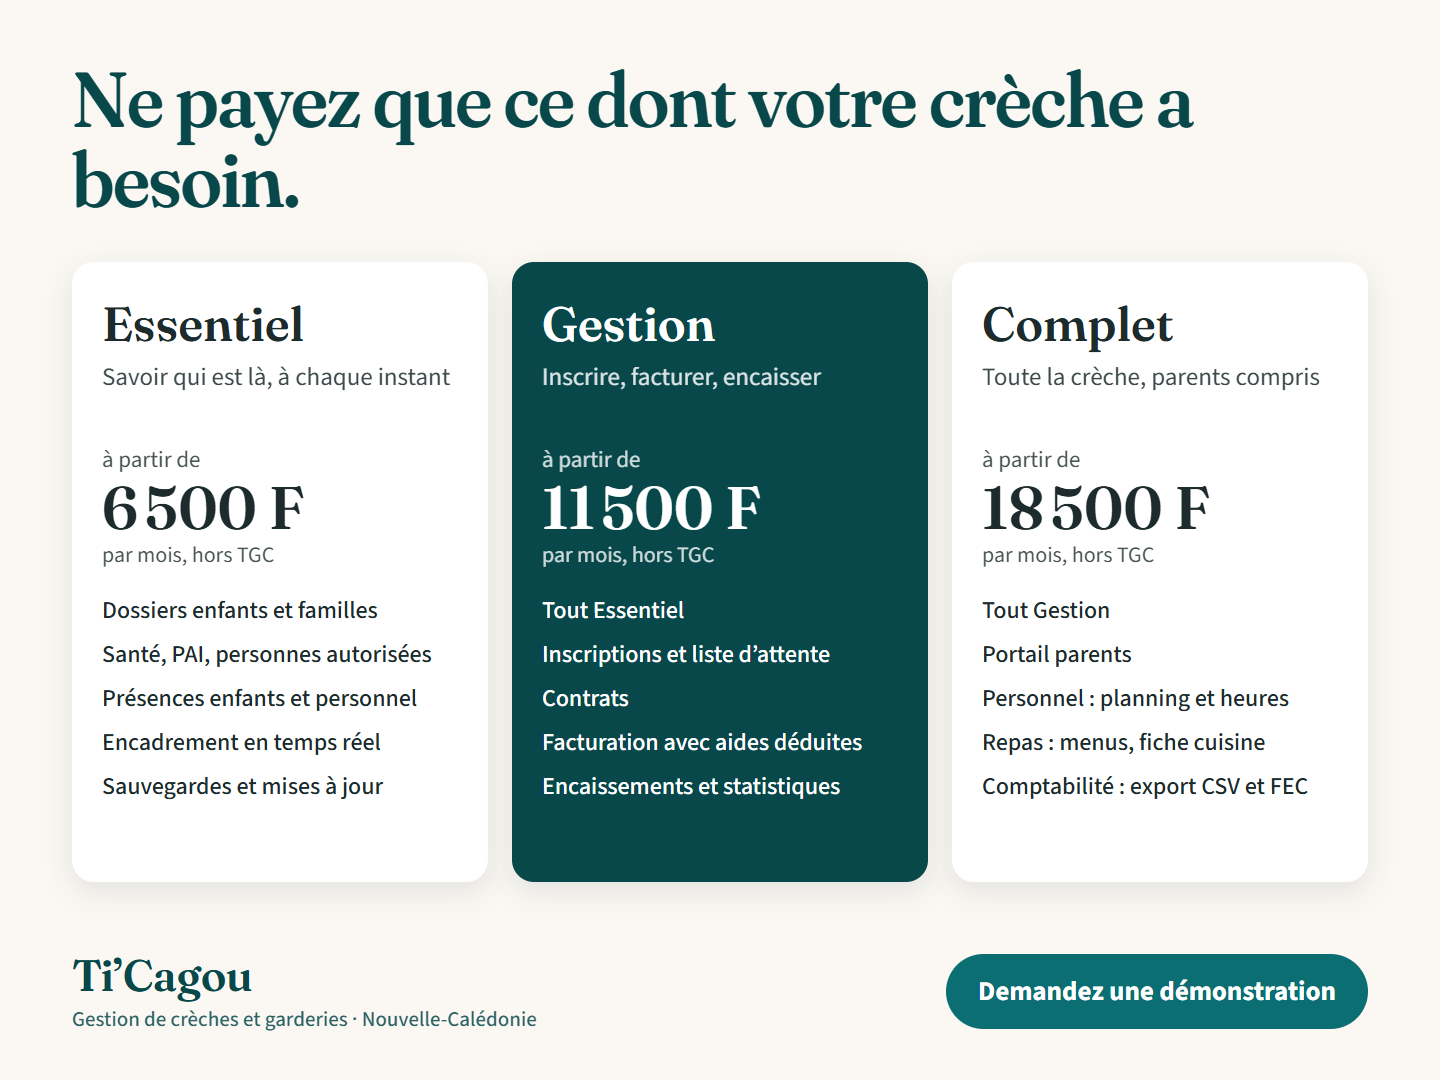 Ne payez que ce dont votre crèche a
besoin.
Essentiel
Savoir qui est là, à chaque instant
à partir de
6 500 F
par mois, hors TGC
Dossiers enfants et familles
Santé, PAI, personnes autorisées
Présences enfants et personnel
Encadrement en temps réel
Sauvegardes et mises à jour
Gestion
Inscrire, facturer, encaisser
à partir de
11 500 F
par mois, hors TGC
Tout Essentiel
Inscriptions et liste d’attente
Contrats
Facturation avec aides déduites
Encaissements et statistiques
Complet
Toute la crèche, parents compris
à partir de
18 500 F
par mois, hors TGC
Tout Gestion
Portail parents
Personnel : planning et heures
Repas : menus, fiche cuisine
Comptabilité : export CSV et FEC
Ti’Cagou
Gestion de crèches et garderies · Nouvelle-Calédonie
Demandez une démonstration